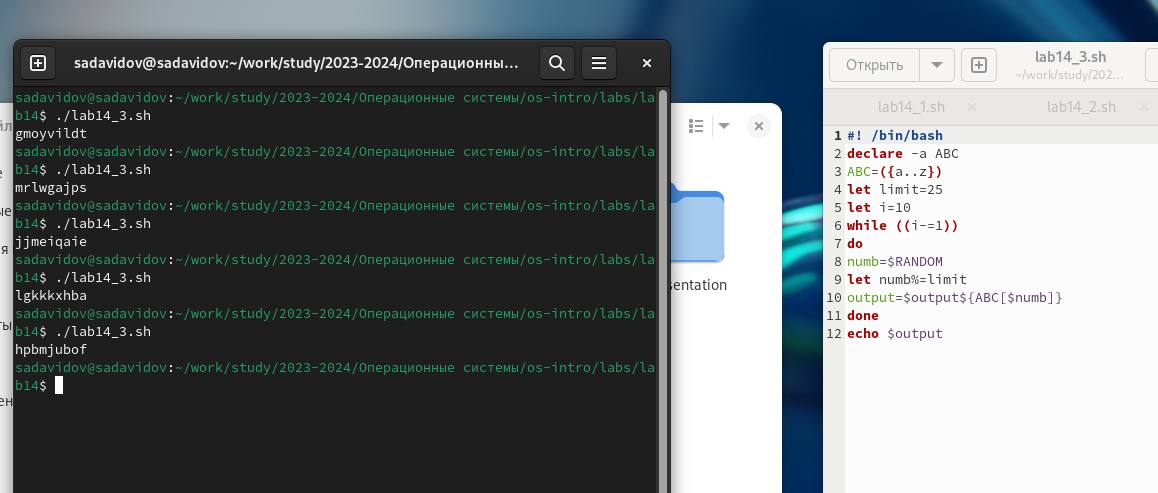 sadavidov@sadavidov:~/work/study/2023-2024/Операционны...
sadavidov@sadavidov:~/work/study/2023-2024/Операционные системы/os-intro/labs/la
b14$ ./lab14_3.sh
gmoyvildt
sadavidov@sadavidov:~/work/study/2023-2024/Операционные системы/os-intro/labs/la
b14$ ./lab14_3.sh
mrlwgajps
sadavidov@sadavidov:~/work/study/2023-2024/Операционные системы/os-intro/labs/la
b14$ ./lab14_3.sh
jjmeiqaie
sadavidov@sadavidov:~/work/study/2023-2024/Операционные системы/os-intro/labs/la
b14$ ./lab14_3.sh
lgkkkxhba
sadavidov@sadavidov:~/work/study/2023-2024/Операционные системы/os-intro/labs/la
b14$ ./lab14_3.sh
hpbmjubof
sadavidov@sadavidov:~/work/study/2023-2024/Операционные системы/os-intro/labs/la
b14$
sentation
Открыть
lab14_3.sh
~/work/study/202...
lab14_1.sh
lab14_2.sh
1 #! /bin/bash
2 declare -a ABC
3 ABC=({a..z})
4 let limit=25
5 let i=10
6 while ((i-=1))
7 do
8 numb=$RANDOM
9 let numb%=limit
10 output=$output${ABC[$numb]}
11 done
12 echo $output